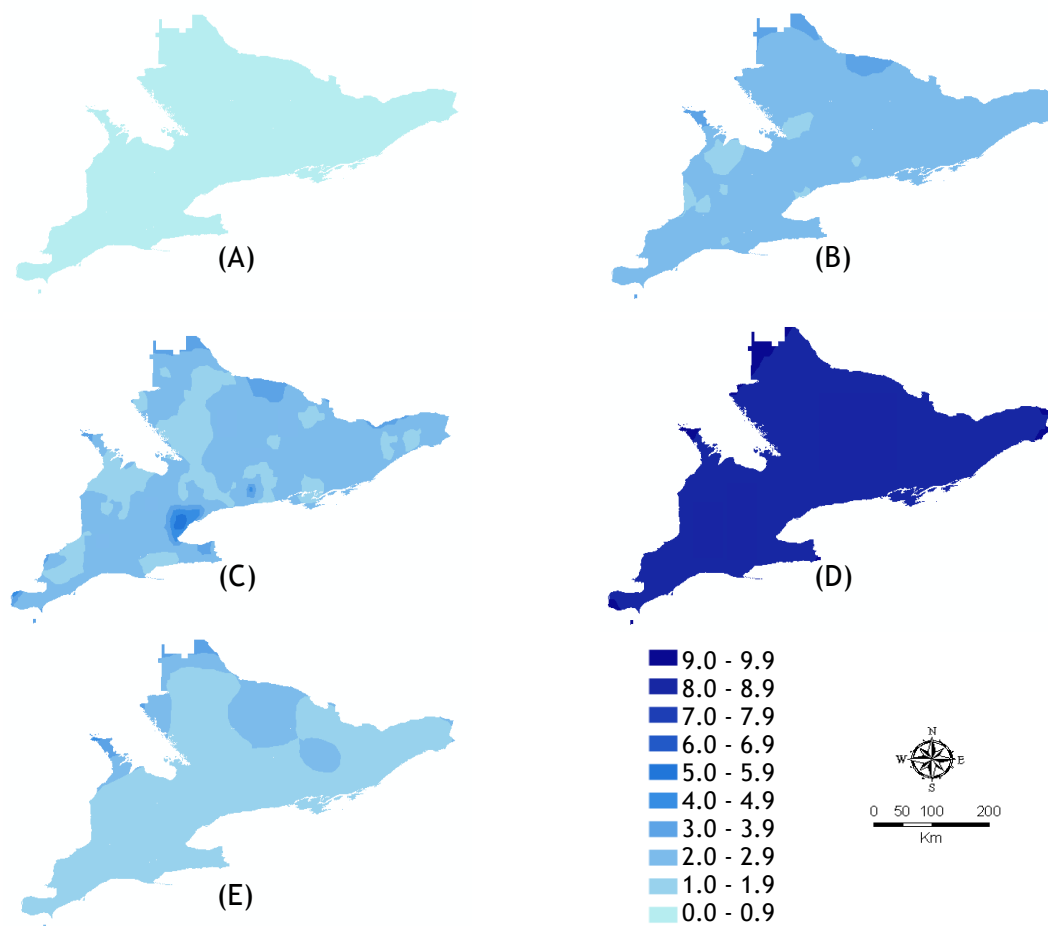 (A)
(B)
(C)
(D)
(E)
9.0 - 9.9
8.0 - 8.9
7.0 - 7.9
6.0 - 6.9
5.0 - 5.9
4.0 - 4.9
3.0 - 3.9
2.0 - 2.9
1.0 - 1.9
0.0 - 0.9
N
W E
S
0 50 100 200
Km